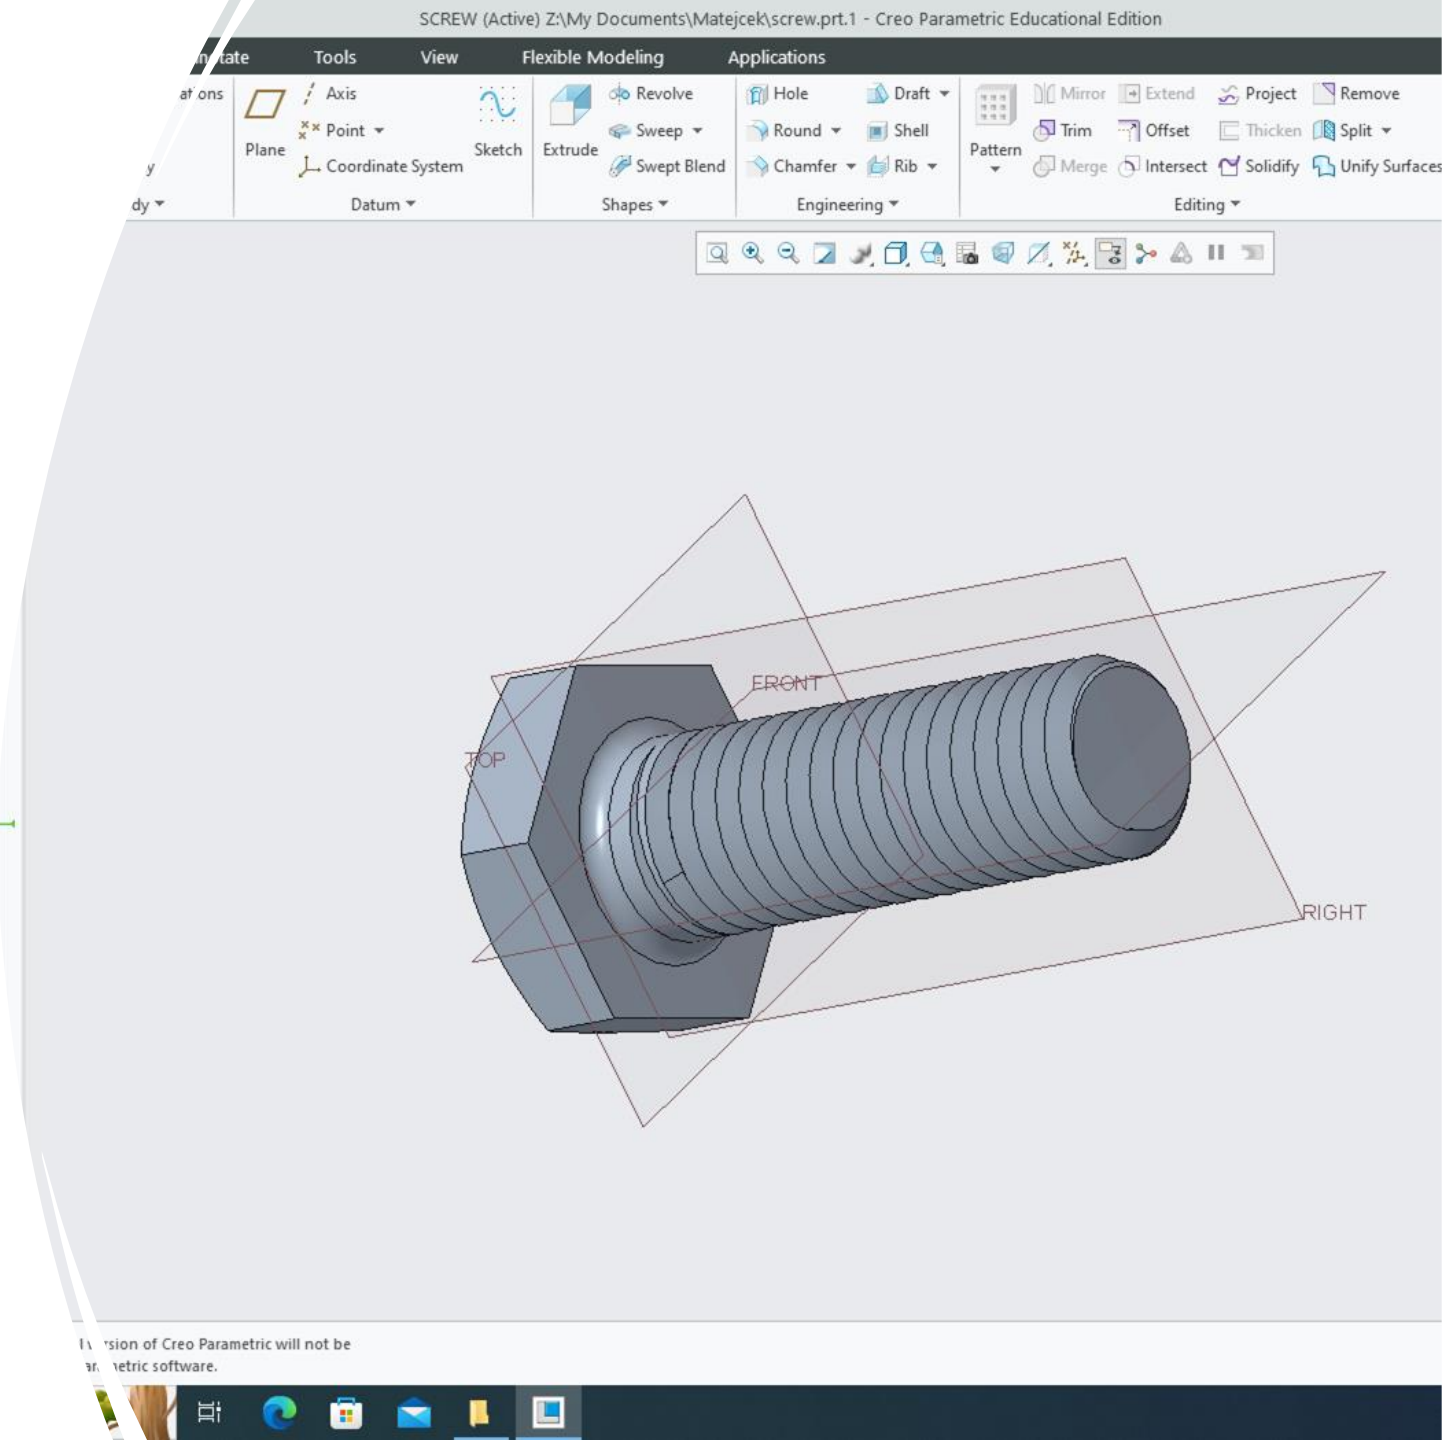 SCREW (Active) Z:\My Documents\Matejcek\screw.prt.1 - Creo Parametric Educational Edition
Tools View Flexible Modeling Applications
Axis Revolve Hole Draft Mirror Extend Project Remove
Point Sweep Round Shell Trim Offset Thicken Split
Plane Sketch Extrude Pattern
Coordinate System Swept Blend Chamfer Rib Merge Intersect Solidify Unify Surfaces
Datum Shapes Engineering Editing
FRONT
TOP
RIGHT
of Creo Parametric will not be
software.